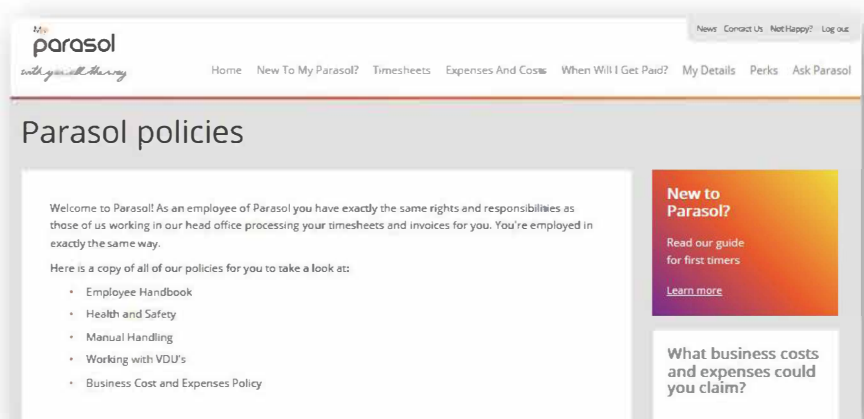 News Contact Us Not Happy? Log out
My
parasol
with you all the way
Home New To My Parasol? Timesheets Expenses And Costs When Will I Get Paid? My Details Perks Ask Parasol
Parasol policies
Welcome to Parasol! As an employee of Parasol you have exactly the same rights and responsibilities as
those of us working in our head office processing your timesheets and invoices for you. You're employed in
exactly the same way.
Here is a copy of all of our policies for you to take a look at:
• Employee Handbook
• Health and Safety
• Manual Handling
• Working with VDU's
• Business Cost and Expenses Policy
New to
Parasol?
Read our guide
for first timers
Learn more
What business costs
and expenses could
you claim?